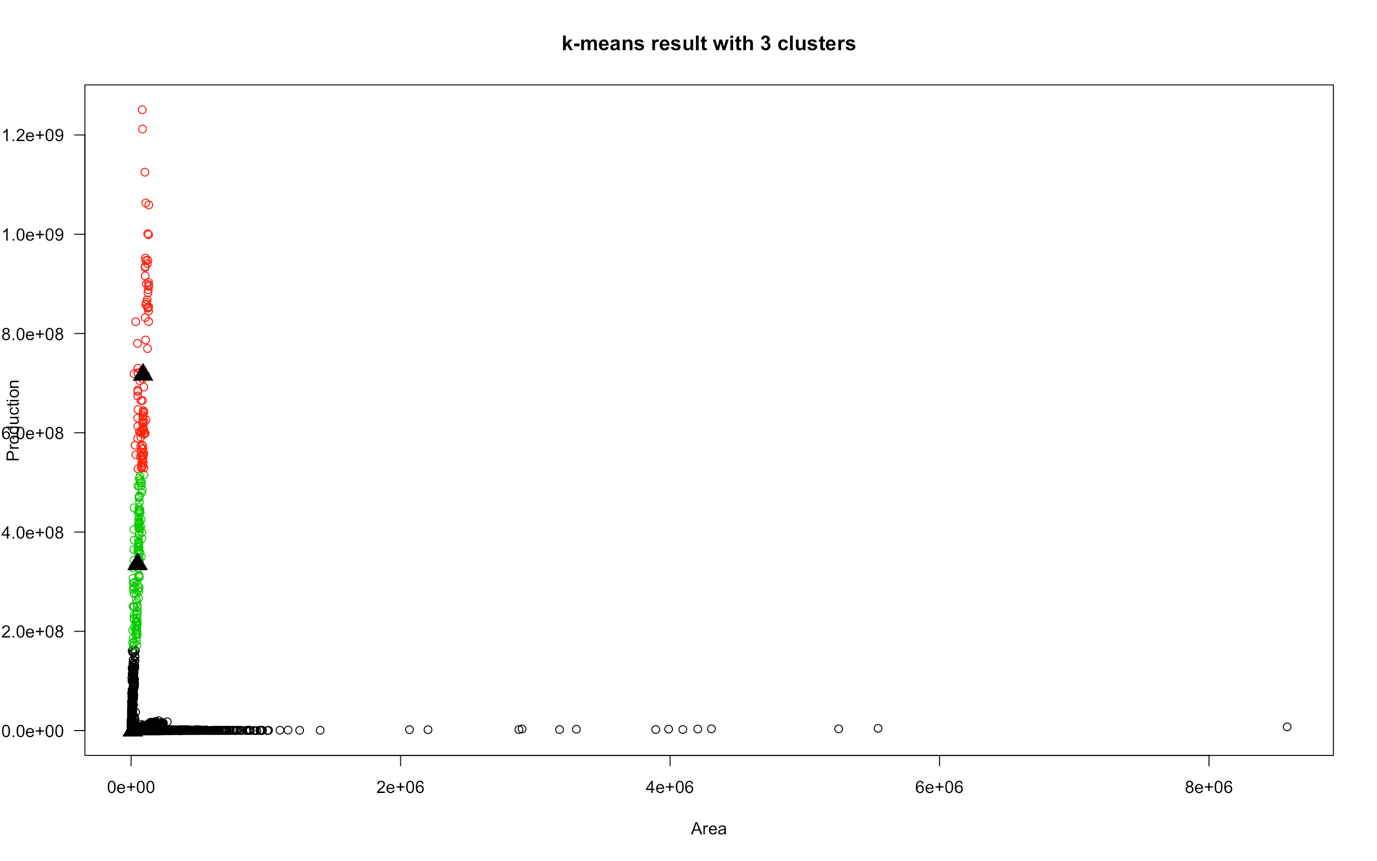 k-means result with 3 clusters
1.2e+09
1.0e+09
8.0e+08
6.0e+08
4.0e+08
2.0e+08
0.0e+00
Production
0e+00 2e+06 4e+06 6e+06 8e+06
Area